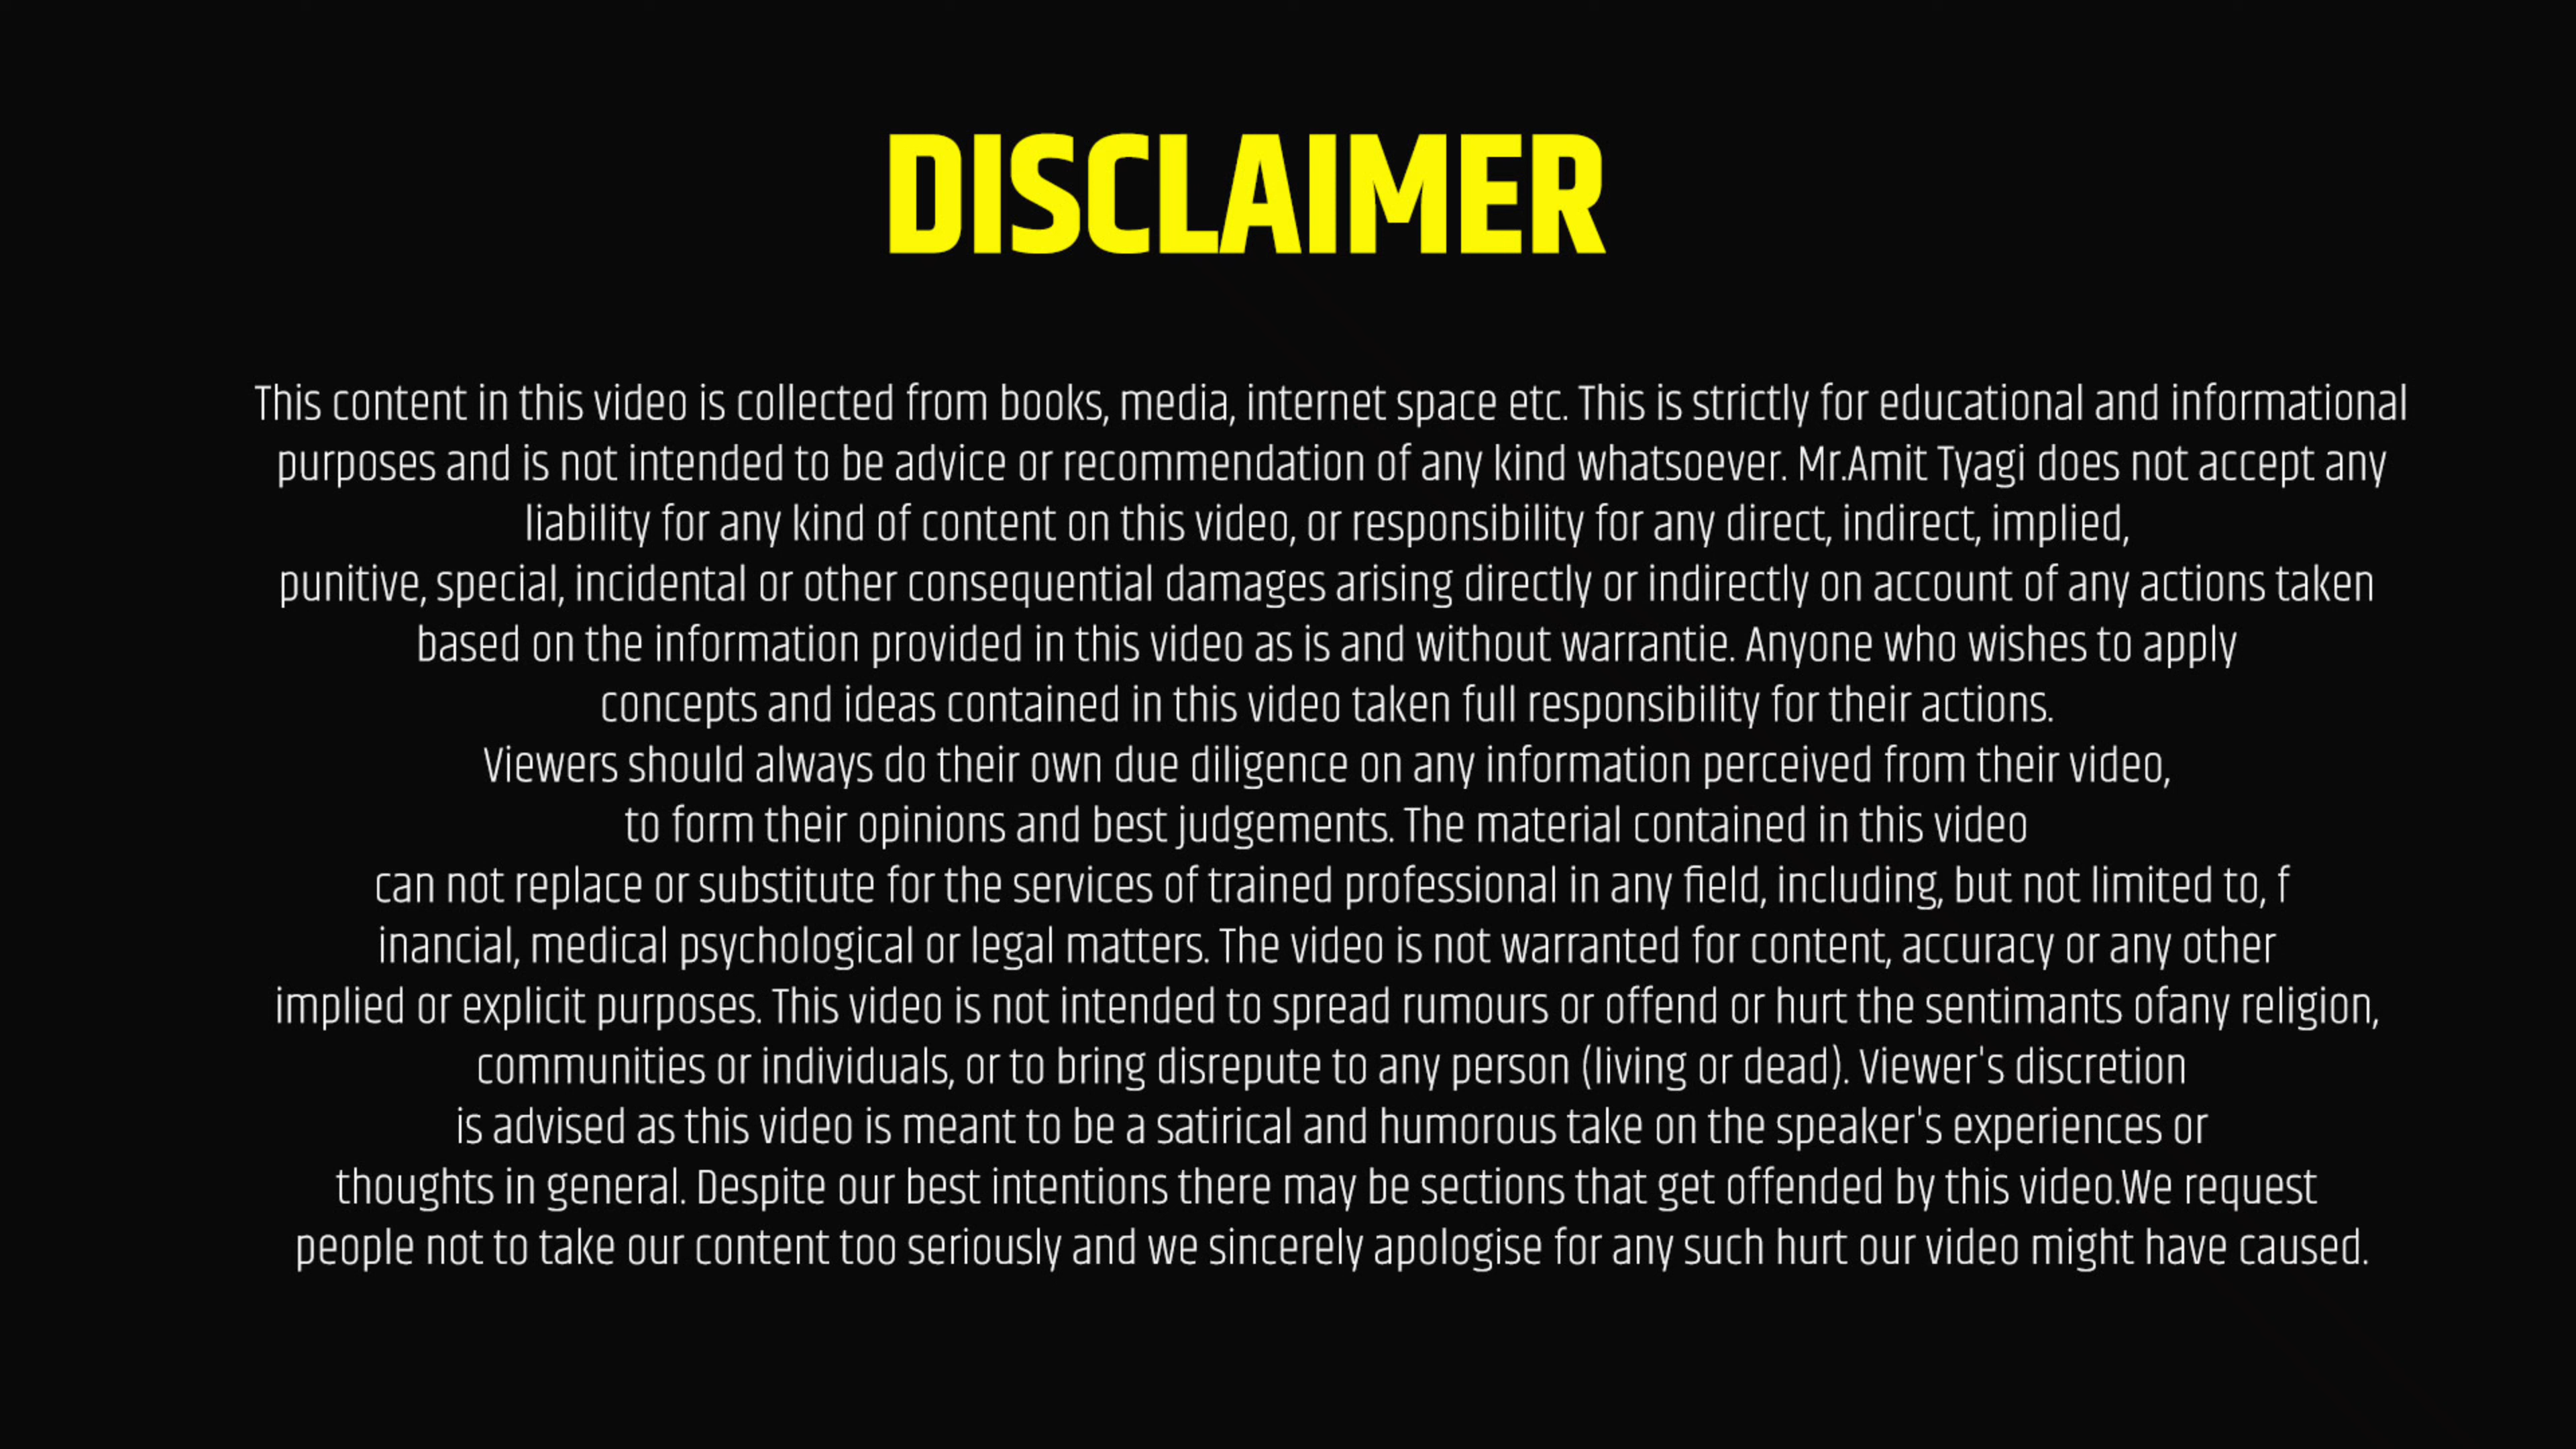 DISCLAIMER
This content in this video is collected from books, media, internet space etc. This is strictly for educational and informational
purposes and is not intended to be advice or recommendation of any kind whatsoever. Mr.Amit Tyagi does not accept any
liability for any kind of content on this video, or responsibility for any direct, indirect, implied,
punitive, special, incidental or other consequential damages arising directly or indirectly on account of any actions taken
based on the information provided in this video as is and without warrantie. Anyone who wishes to apply
concepts and ideas contained in this video taken full responsibility for their actions.
Viewers should always do their own due diligence on any information perceived from their video,
to form their opinions and best judgements. The material contained in this video
can not replace or substitute for the services of trained professional in any field, including, but not limited to, f
inancial, medical psychological or legal matters. The video is not warranted for content, accuracy or any other
implied or explicit purposes. This video is not intended to spread rumours or offend or hurt the sentimants ofany religion,
communities or individuals, or to bring disrepute to any person (living or dead). Viewer's discretion
is advised as this video is meant to be a satirical and humorous take on the speaker's experiences or
thoughts in general. Despite our best intentions there may be sections that get offended by this video.We request
people not to take our content too seriously and we sincerely apologise for any such hurt our video might have caused.